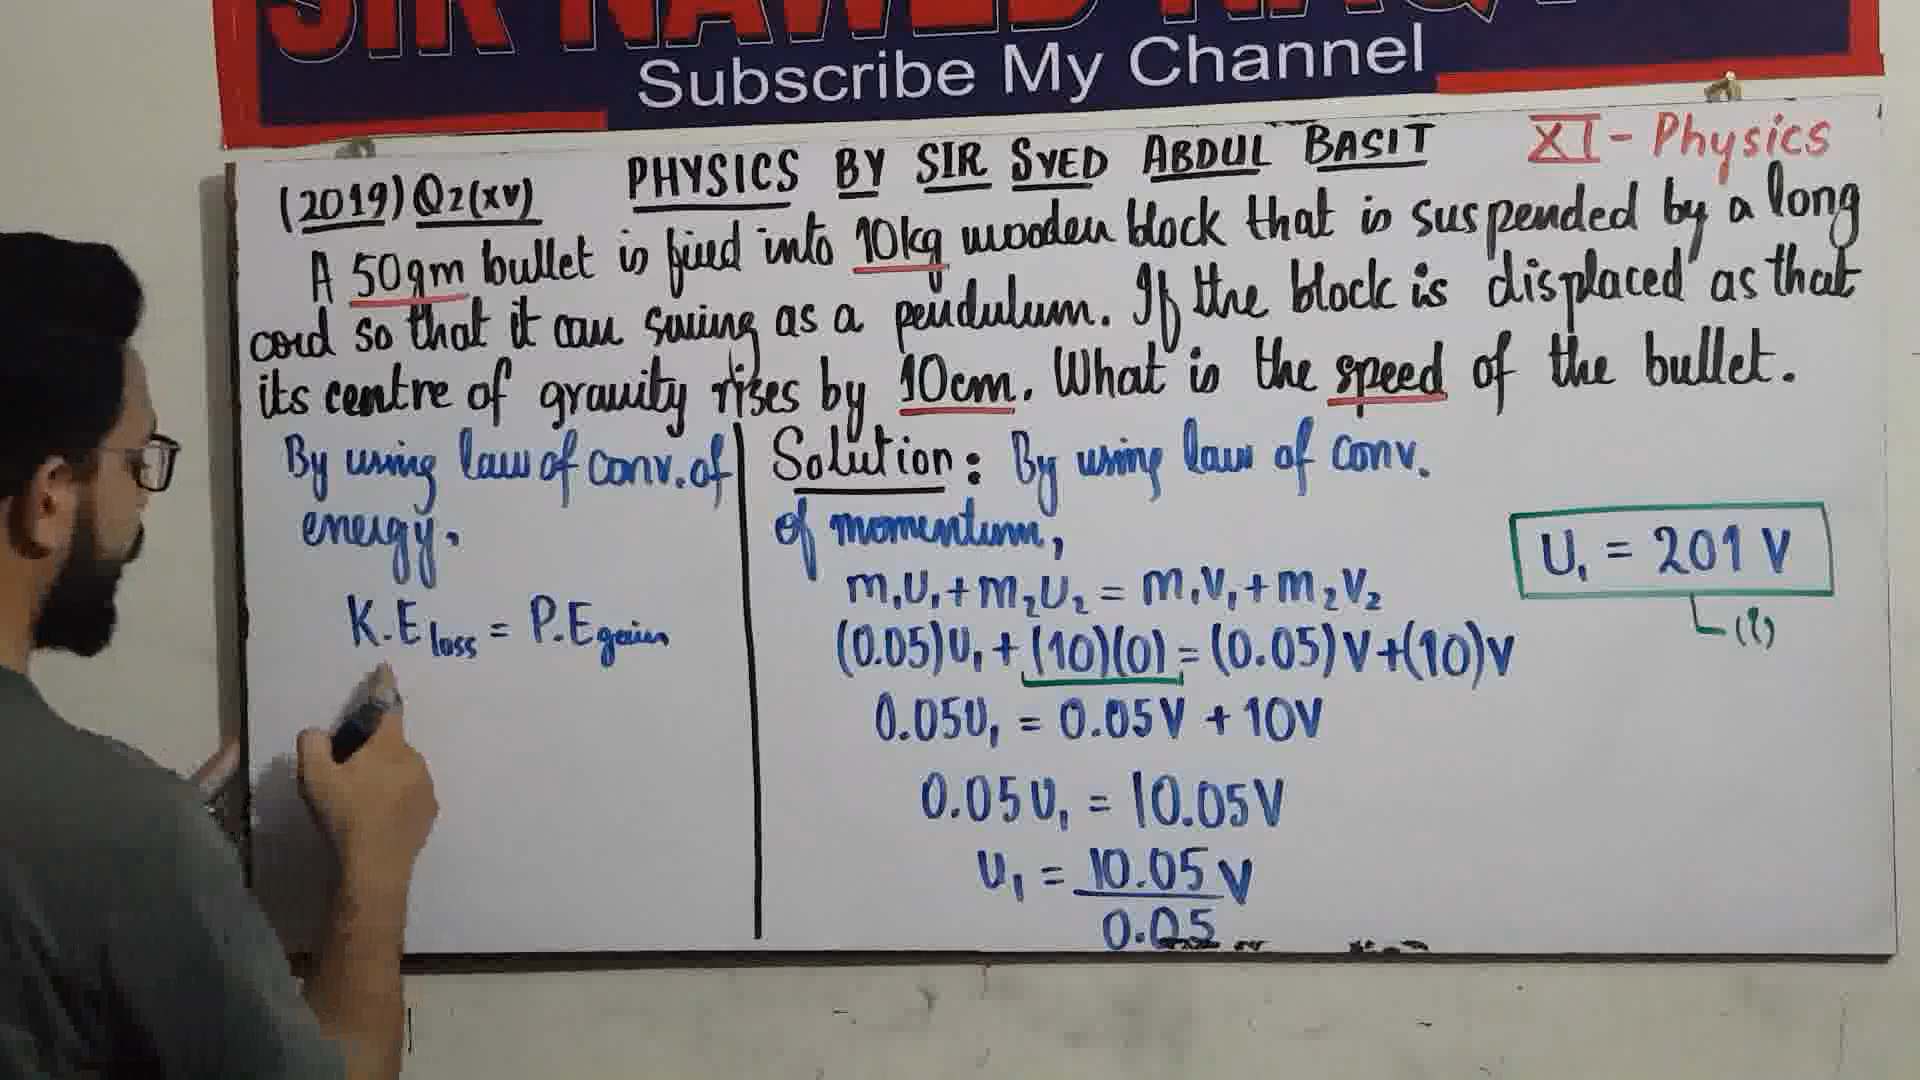 SIR NAWED
Subscribe My Channel
PHYSICS BY SIR SYED ABDUL BASIT
XI - Physics
(2019) Q2(xv)
A 50gm bullet is fired into 10kg wooden block that is suspended by a long
cord so that it can swing as a pendulum. If the block is displaced as that
its centre of gravity rises by 10cm. What is the speed of the bullet.
By using law of conv. of
energy.
K.E loss = P.E gain
Solution: By using law of conv.
of momentum,
m₁U₁ + m₂U₂ = m₁V₁ + m₂V₂
(0.05)U₁ + (10)(0) = (0.05)V + (10)V
0.05U₁ = 0.05V + 10V
0.05U₁ = 10.05V
U₁ = 10.05 V
0.05
U₁ = 201 V
(i)